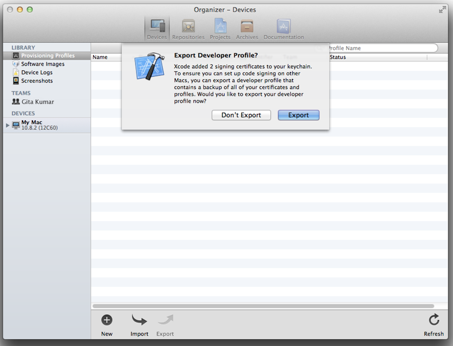 Organizer – Devices
Devices Repositories Projects Archives Documentation
LIBRARY
Provisioning Profiles
Software Images
Device Logs
Screenshots
TEAMS
Gita Kumar
DEVICES
My Mac
10.8.2 (12C60)
Profile Name
Name
Status
Export Developer Profile?
Xcode added 2 signing certificates to your keychain.
To ensure you can set up code signing on other
Macs, you can export a developer profile that
contains a backup of all of your certificates and
profiles. Would you like to export your developer
profile now?
Don't Export Export
New Import Export Refresh